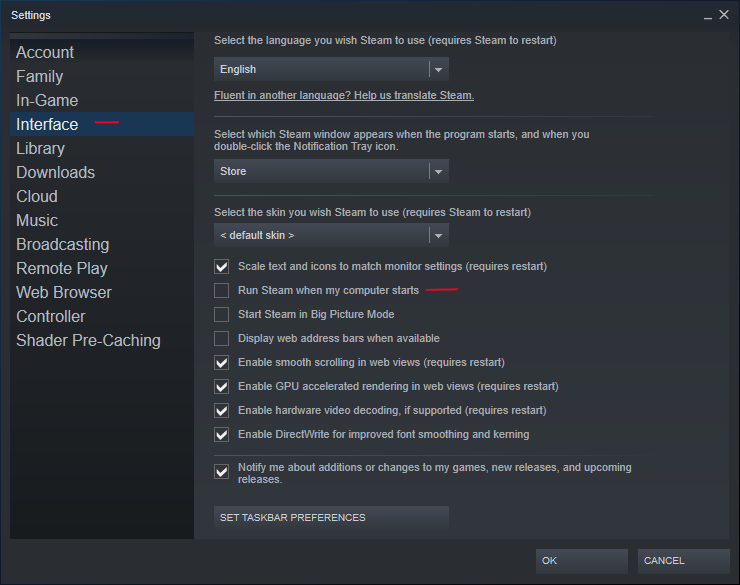 Settings
Account
Family
In-Game
Interface
Library
Downloads
Cloud
Music
Broadcasting
Remote Play
Web Browser
Controller
Shader Pre-Caching
Select the language you wish Steam to use (requires Steam to restart)
English
Fluent in another language? Help us translate Steam.
Select which Steam window appears when the program starts, and when you
double-click the Notification Tray icon.
Store
Select the skin you wish Steam to use (requires Steam to restart)
< default skin >
Scale text and icons to match monitor settings (requires restart)
Run Steam when my computer starts
Start Steam in Big Picture Mode
Display web address bars when available
Enable smooth scrolling in web views (requires restart)
Enable GPU accelerated rendering in web views (requires restart)
Enable hardware video decoding, if supported (requires restart)
Enable DirectWrite for improved font smoothing and kerning
Notify me about additions or changes to my games, new releases, and upcoming
releases.
SET TASKBAR PREFERENCES
OK
CANCEL